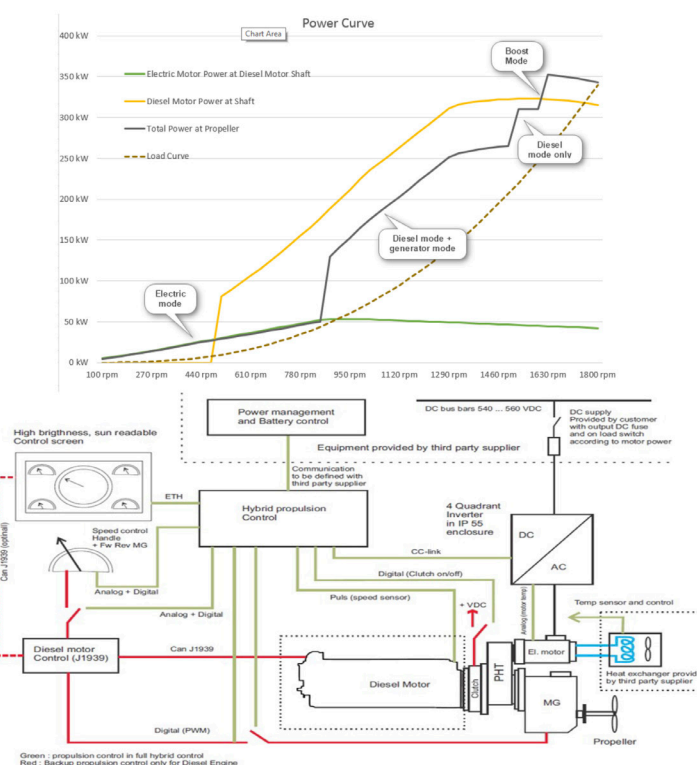 Power Curve
Chart Area
400 kW
350 kW
300 kW
250 kW
200 kW
150 kW
100 kW
50 kW
0 kW
Electric Motor Power at Diesel Motor Shaft
Diesel Motor Power at Shaft
Total Power at Propeller
Load Curve
Boost
Mode
Diesel
mode only
Diesel mode +
generator mode
Electric
mode
100 rpm
270 rpm
440 rpm
610 rpm
780 rpm
950 rpm
1120 rpm
1290 rpm
1460 rpm
1630 rpm
1800 rpm
Power management
and Battery control
DC bus bars 540 ... 560 VDC
DC supply
Provided by customer
with output DC fuse
and on load switch
according to motor power
Equipment provided by third party supplier
High brigthness, sun readable
Control screen
Communication
to be defined with
third party supplier
ETH
Hybrid propulsion
Control
4 Quadrant
Inverter
in IP 55
enclosure
DC
AC
Speed control
Handle
+ Fw Rev MG
Can J1939 (optinal)
CC-link
Analog + Digital
Digital (Clutch on/off)
Puls (speed sensor)
Analog (motor temp)
Temp sensor and control
+ VDC
Analog + Digital
Diesel motor
Control (J1939)
Can J1939
Diesel Motor
Clutch
PHT
El. motor
MG
Heat exchanger provid
by third party supplier
Digital (PWM)
Propeller
Green : propulsion control in full hybrid control
Red : Backup propulsion control only for Diesel Engine